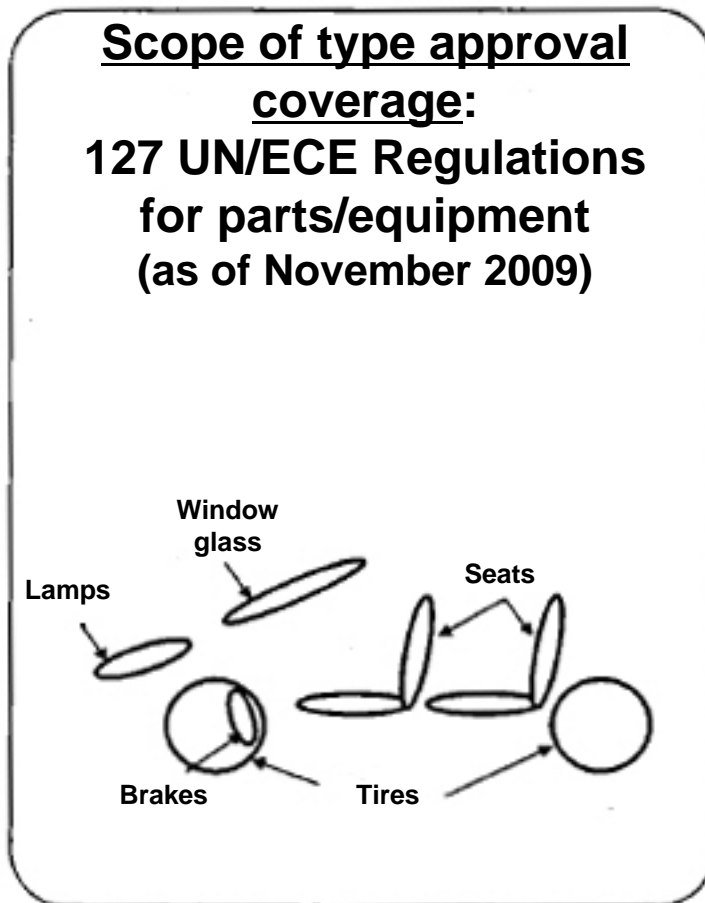 Scope of type approval
coverage:
127 UN/ECE Regulations
for parts/equipment
(as of November 2009)
Window
glass
Seats
Lamps
Brakes
Tires